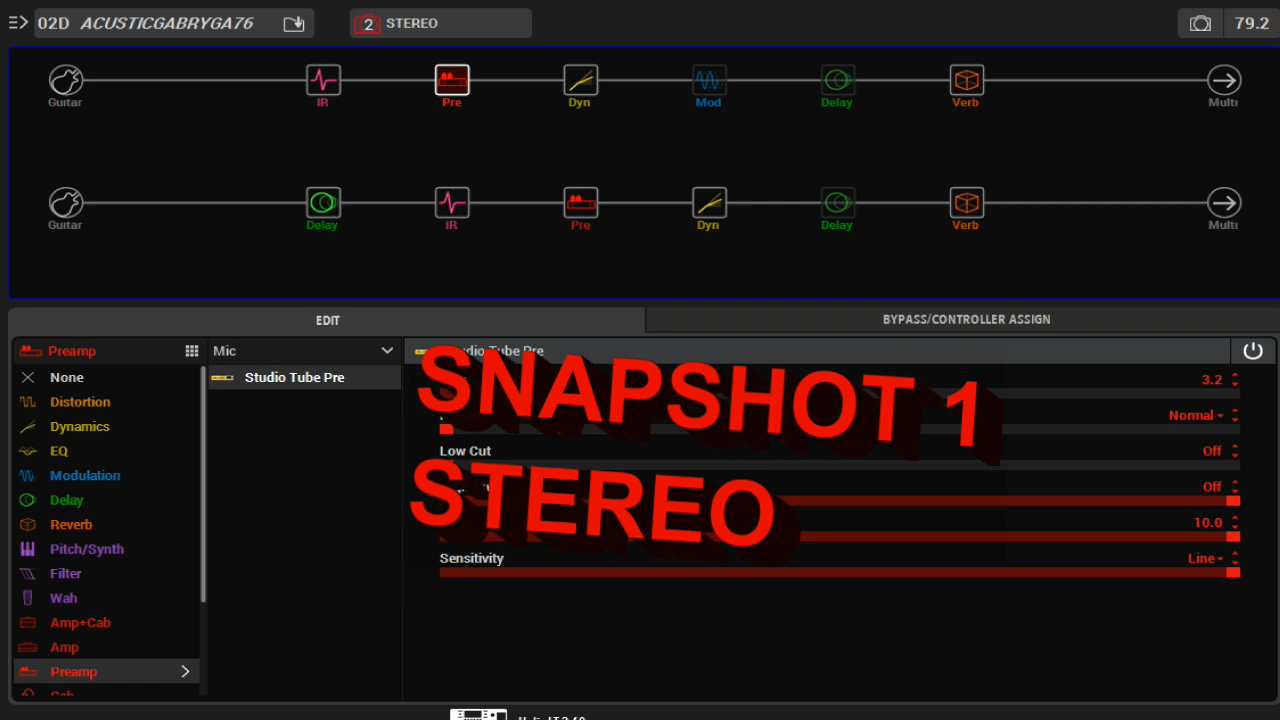 02D ACUSTICGABRYGA76 2 STEREO 79.2
Guitar IR Pre Dyn Mod Delay Verb Multi
Guitar Delay IR Pre Dyn Delay Verb Multi
EDIT BYPASS/CONTROLLER ASSIGN
Preamp Mic Studio Tube Pre
None Studio Tube Pre
Distortion
Dynamics
EQ
Modulation
Delay
Reverb
Pitch/Synth
Filter
Wah
Amp+Cab
Amp
Preamp
3.2
Normal
Low Cut Off
Off
10.0
Sensitivity Line
SNAPSHOT 1
STEREO